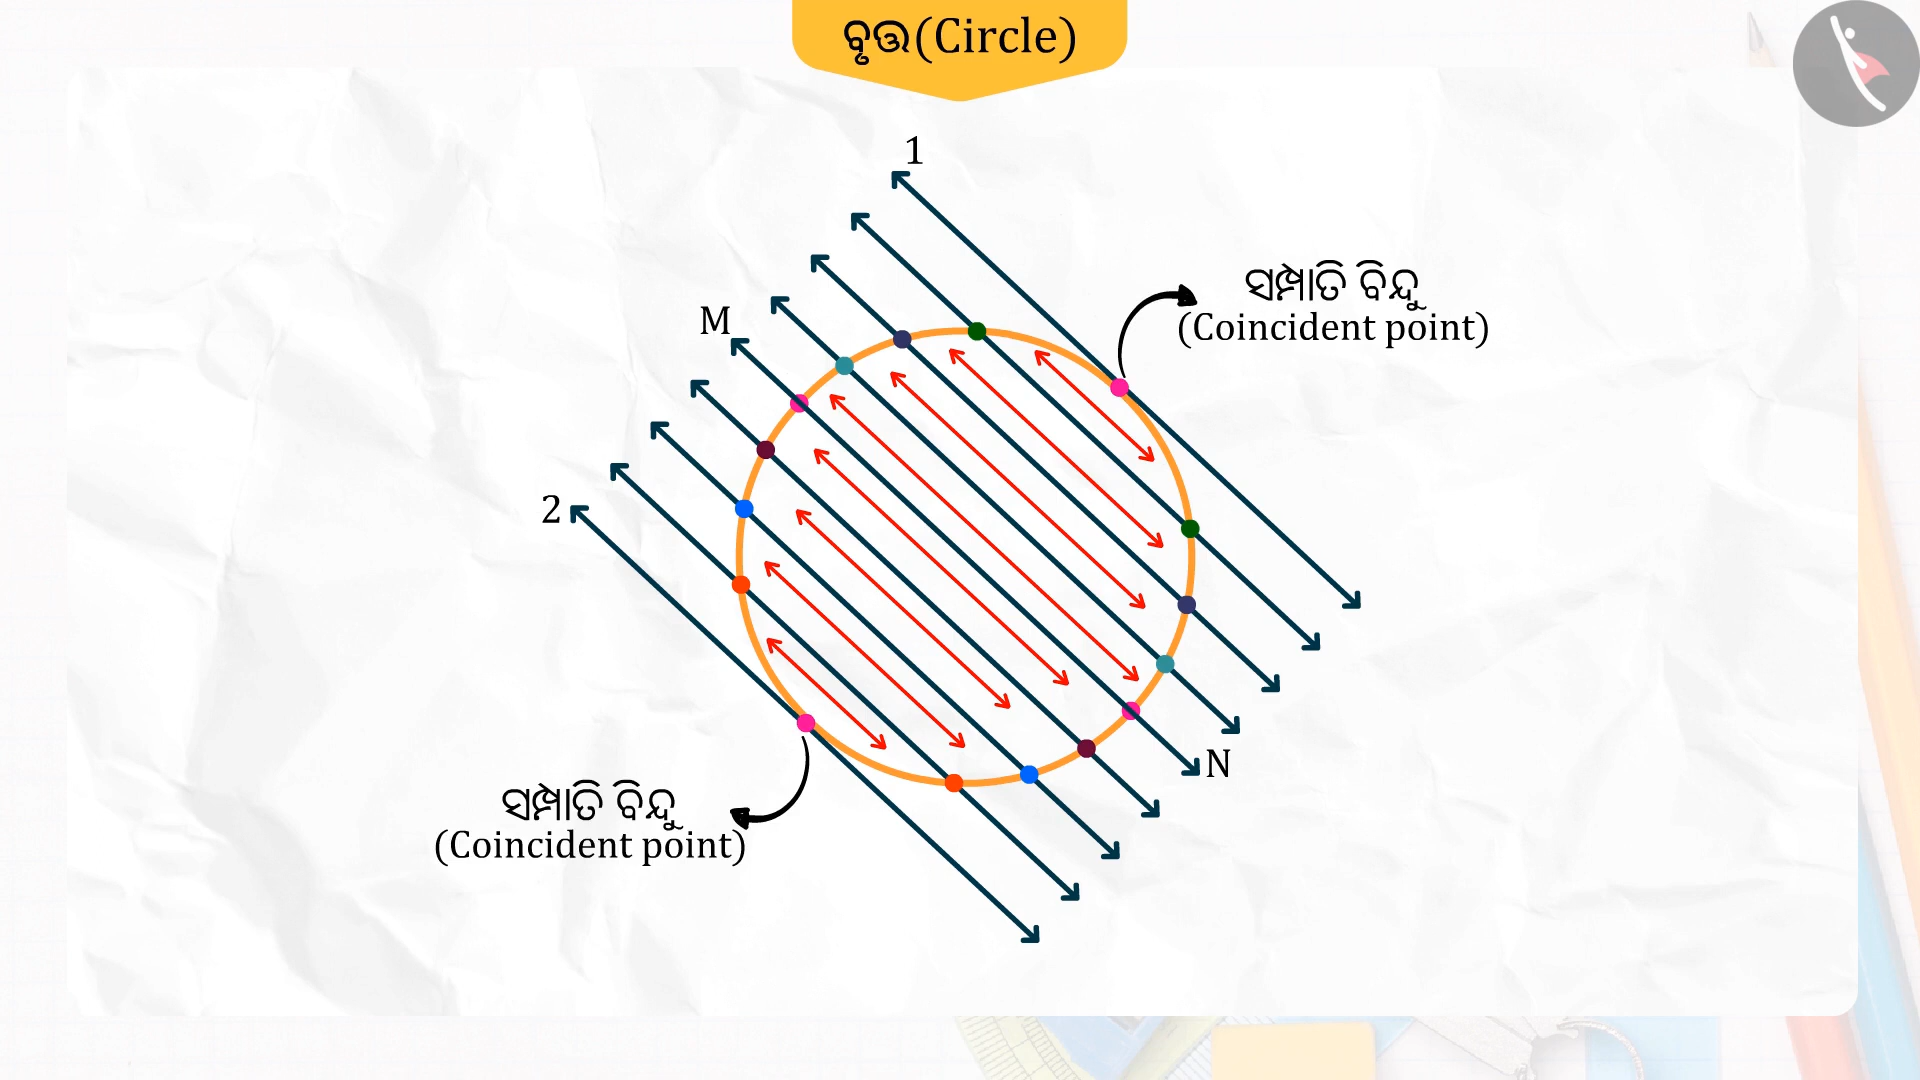 ବୃତ୍ତ(Circle)
1
ସମ୍ପାତି ବିନ୍ଦୁ
(Coincident point)
M
2
N
ସମ୍ପାତି ବିନ୍ଦୁ
(Coincident point)